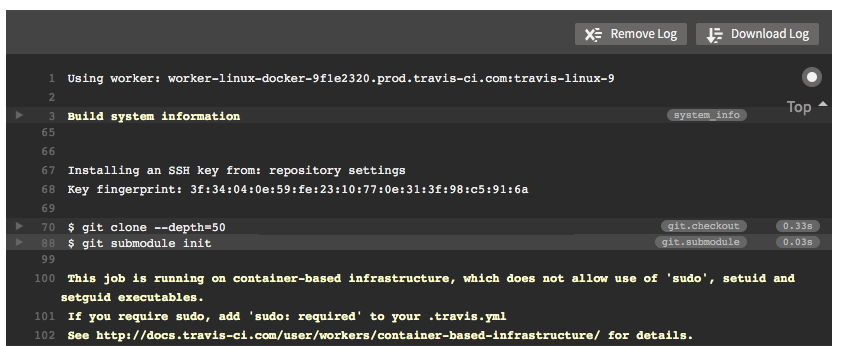 Remove Log Download Log
1 Using worker: worker-linux-docker-9f1e2320.prod.travis-ci.com:travis-linux-9
2
Top
3 Build system information system_info
65
66
67 Installing an SSH key from: repository settings
68 Key fingerprint: 3f:34:04:0e:59:fe:23:10:77:0e:31:3f:98:c5:91:6a
69
70 $ git clone --depth=50 git.checkout 0.33s
88 $ git submodule init git.submodule 0.03s
99
100 This job is running on container-based infrastructure, which does not allow use of 'sudo', setuid and
setguid executables.
101 If you require sudo, add 'sudo: required' to your .travis.yml
102 See http://docs.travis-ci.com/user/workers/container-based-infrastructure/ for details.